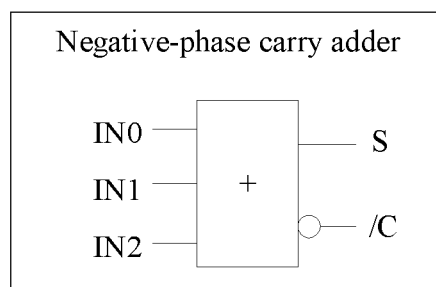 Negative-phase carry adder
IN0
S
IN1
+
/C
IN2